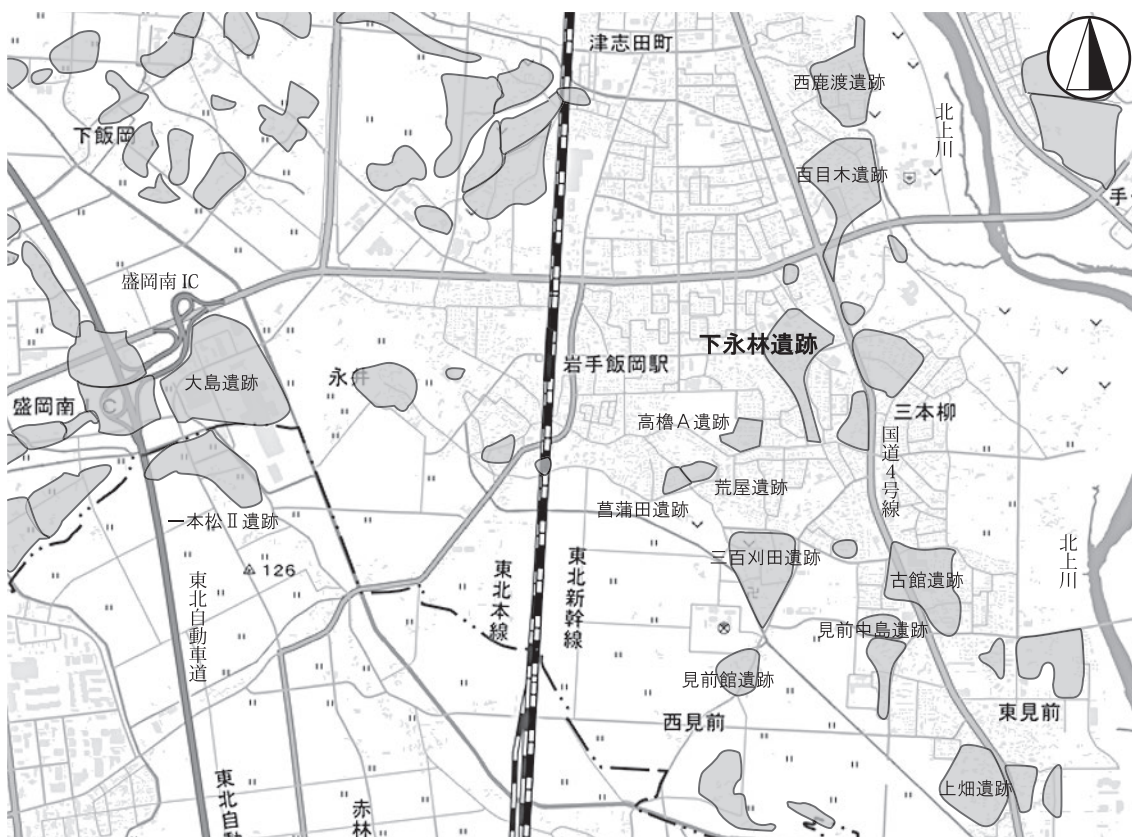 津志田町
西鹿渡遺跡
下飯岡
北上川
百目木遺跡
手
盛岡南IC
下永林遺跡
岩手飯岡駅
永井
大島遺跡
盛岡南IC
三本柳
高櫓A遺跡
国道4号線
荒屋遺跡
菖蒲田遺跡
一本松Ⅱ遺跡
三百刈田遺跡
北上川
126
東北自動車道
東北本線
東北新幹線
古館遺跡
見前中島遺跡
見前館遺跡
西見前
東見前
上畑遺跡
東北自動
赤林